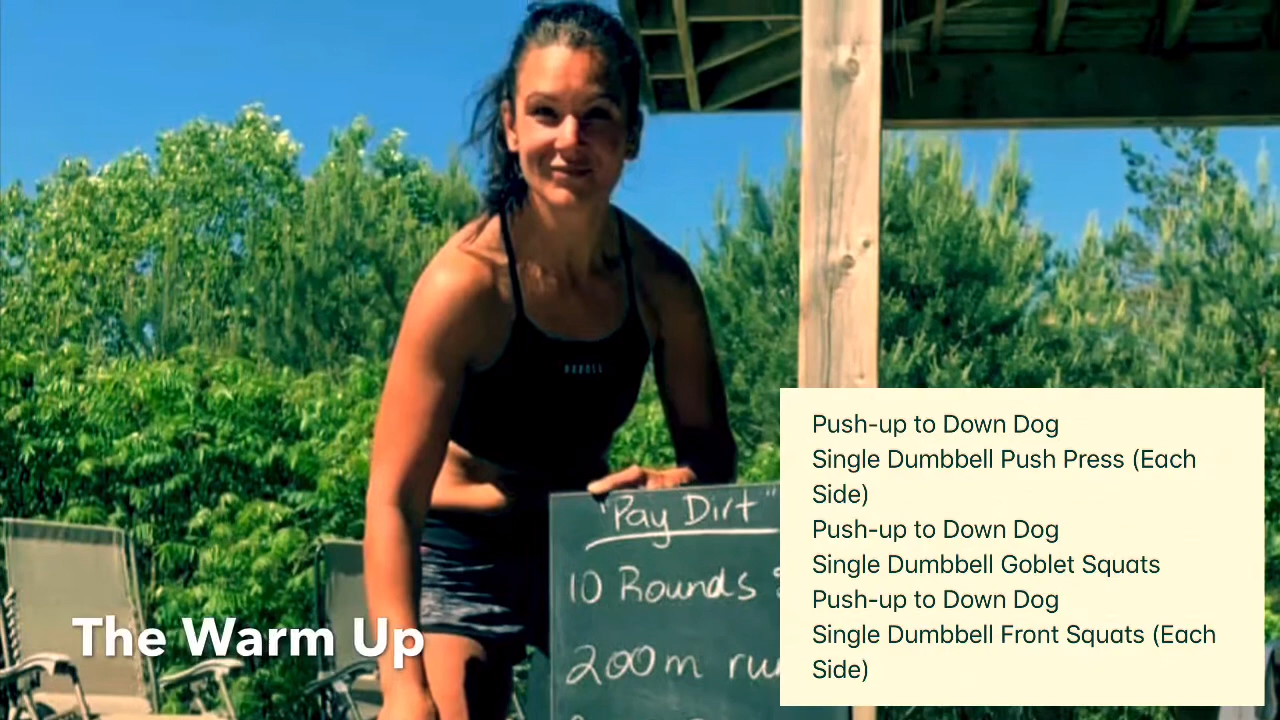 "Pay Dirt"
10 Rounds
200m
The Warm Up
Push-up to Down Dog
Single Dumbbell Push Press (Each
Side)
Push-up to Down Dog
Single Dumbbell Goblet Squats
Push-up to Down Dog
Single Dumbbell Front Squats (Each
Side)